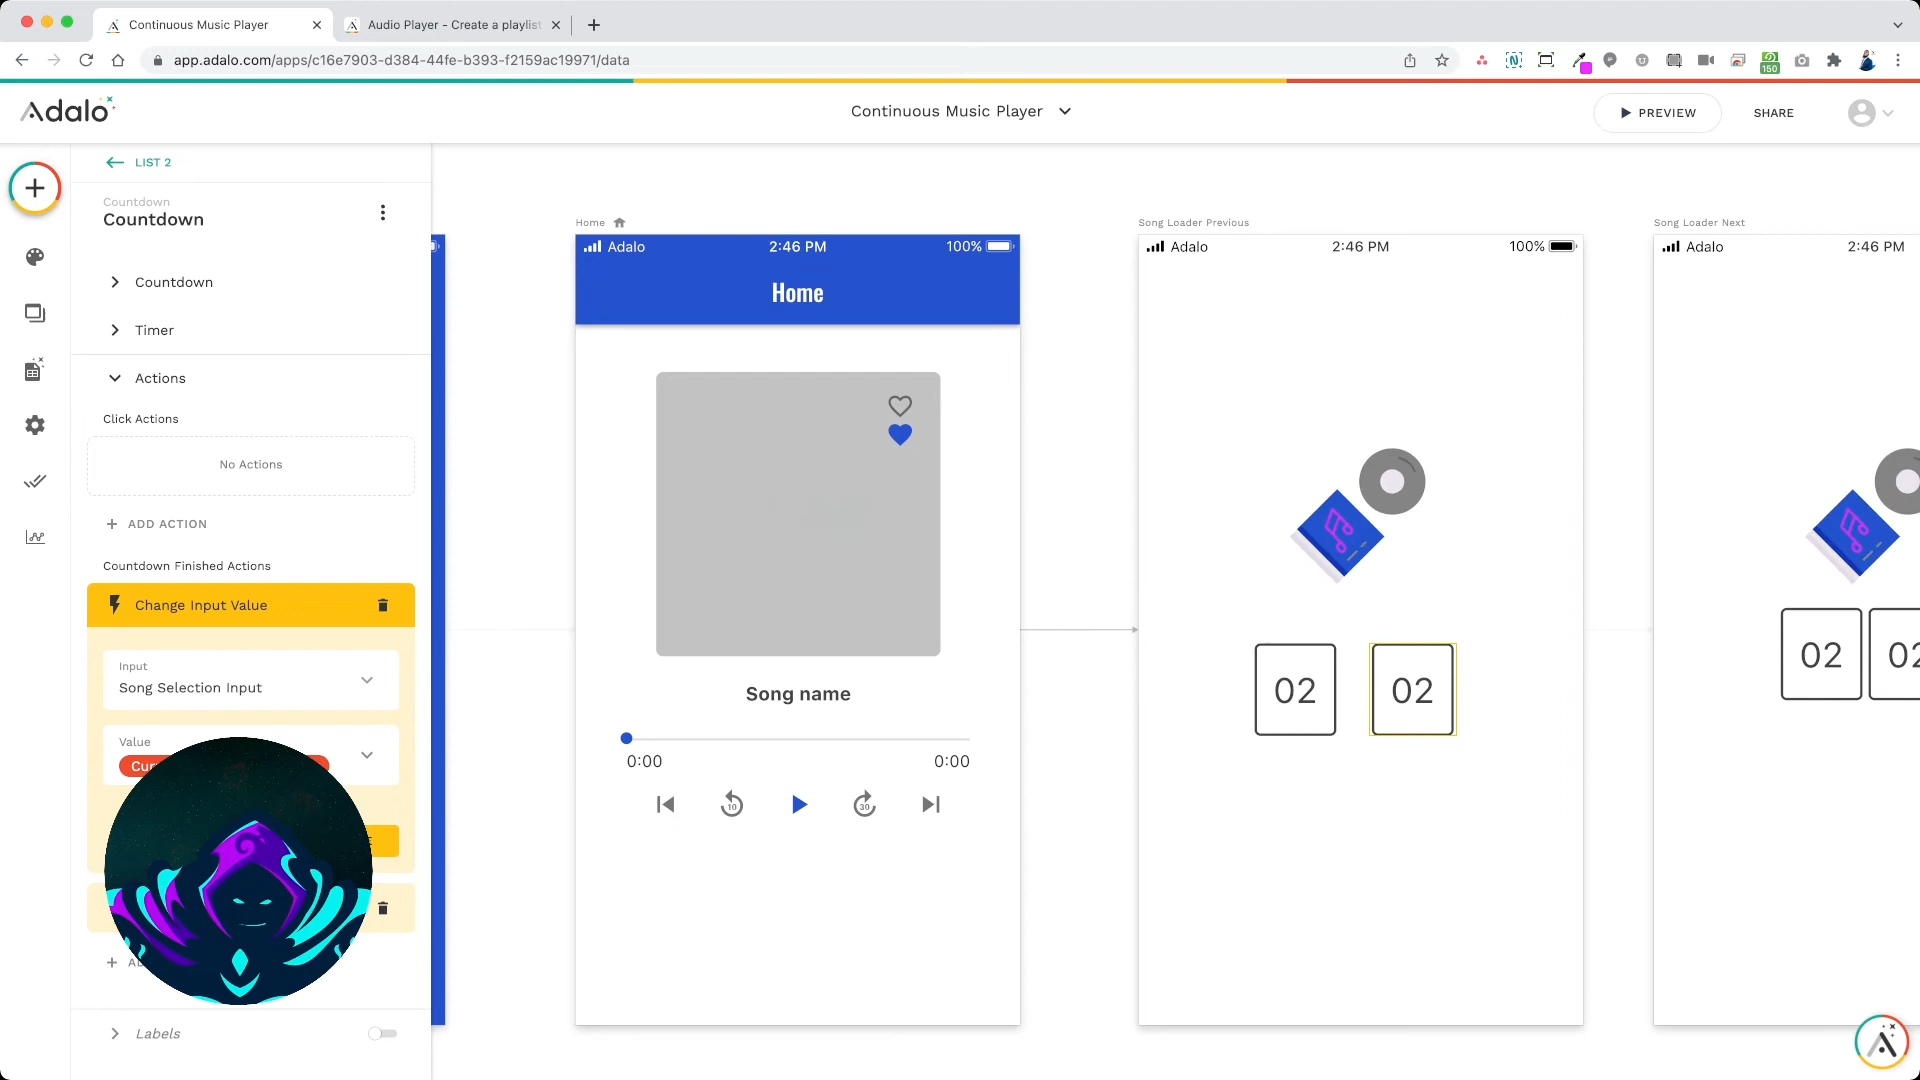 Continuous Music Player
Audio Player - Create a playlist
app.adalo.com/apps/c16e7903-d384-44fe-b393-f2159ac19971/data
150
Adalo
Continuous Music Player
PREVIEW
SHARE
LIST 2
Countdown
Countdown
Countdown
Timer
Actions
Click Actions
No Actions
ADD ACTION
Countdown Finished Actions
Change Input Value
Input
Song Selection Input
Value
Labels
Home
Adalo
2:46 PM
100%
Home
Song name
0:00
0:00
10
30
Song Loader Previous
Adalo
2:46 PM
100%
02
02
Song Loader Next
Adalo
2:46 PM
02
02